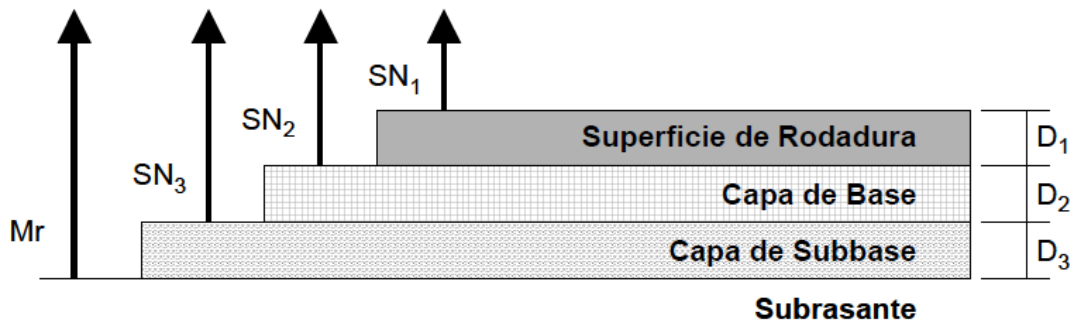 SN1
SN2
SN3
Mr
Superficie de Rodadura
Capa de Base
Capa de Subbase
Subrasante
D1
D2
D3